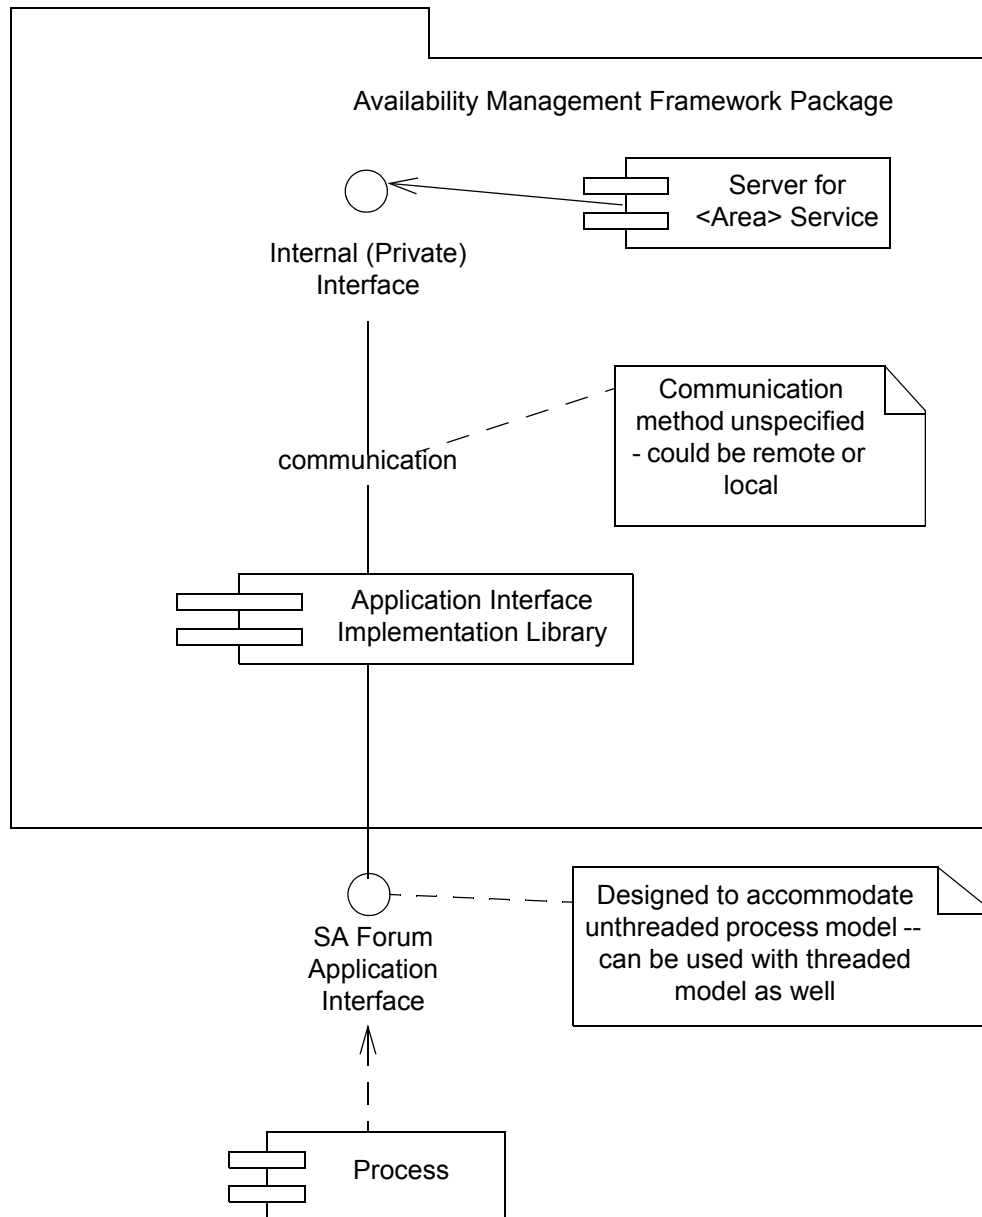 Availability Management Framework Package
Server for
<Area> Service
Internal (Private)
Interface
Communication
method unspecified
- could be remote or
local
communication
Application Interface
Implementation Library
Designed to accommodate
unthreaded process model --
can be used with threaded
model as well
SA Forum
Application
Interface
Process